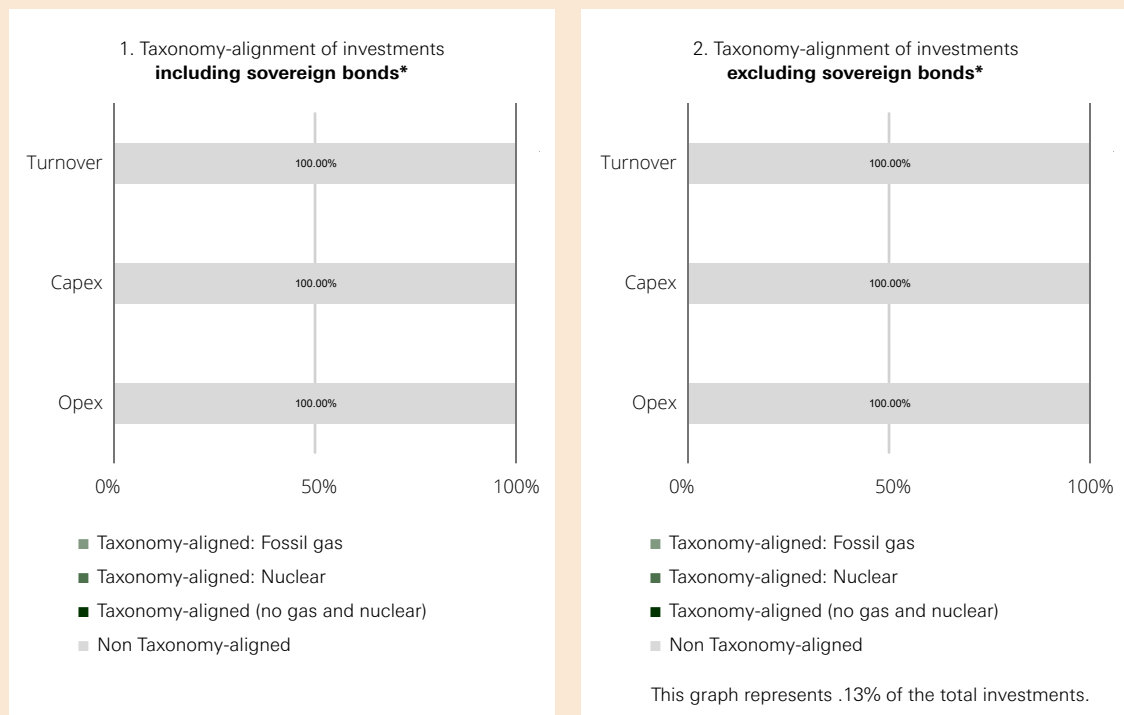 1. Taxonomy-alignment of investments
including sovereign bonds*
Turnover
100.00%
Capex
100.00%
Opex
100.00%
0%
50%
100%
Taxonomy-aligned: Fossil gas
Taxonomy-aligned: Nuclear
Taxonomy-aligned (no gas and nuclear)
Non Taxonomy-aligned
2. Taxonomy-alignment of investments
excluding sovereign bonds*
Turnover
100.00%
Capex
100.00%
Opex
100.00%
0%
50%
100%
Taxonomy-aligned: Fossil gas
Taxonomy-aligned: Nuclear
Taxonomy-aligned (no gas and nuclear)
Non Taxonomy-aligned
This graph represents .13% of the total investments.